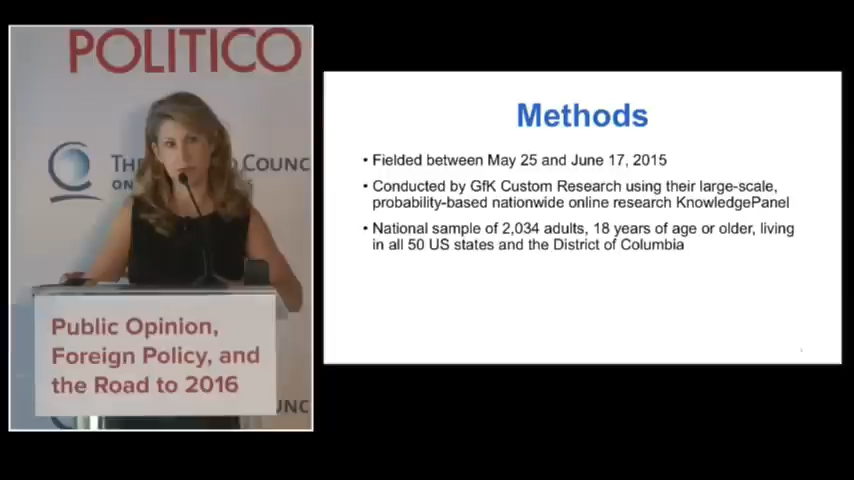 POLITICO
THE
COUNC
ON
Public Opinion,
Foreign Policy, and
the Road to 2016
UNC
Methods
• Fielded between May 25 and June 17, 2015
• Conducted by GfK Custom Research using their large-scale,
probability-based nationwide online research KnowledgePanel
• National sample of 2,034 adults, 18 years of age or older, living
in all 50 US states and the District of Columbia